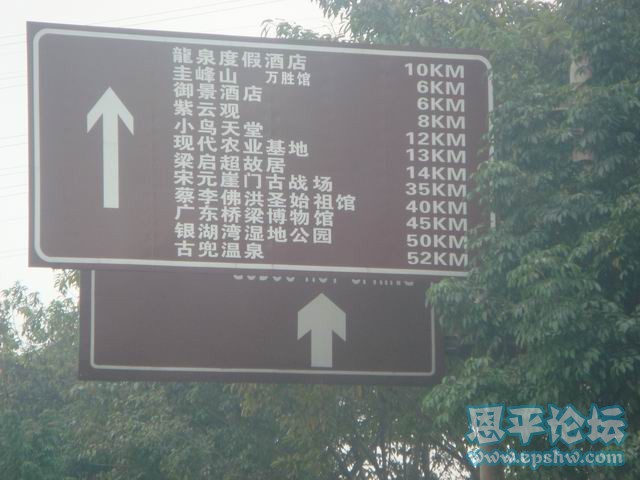 龍泉度假酒店 10KM
圭峰山 万胜馆 6KM
御景酒店 6KM
紫云观 8KM
小鸟天堂 12KM
现代农业基地 13KM
梁启超故居 14KM
宋元崖门古战场 35KM
蔡李佛洪圣始祖馆 40KM
广东桥梁博物馆 45KM
银湖湾湿地公园 50KM
古兜温泉 52KM
恩平论坛
www.epshw.com